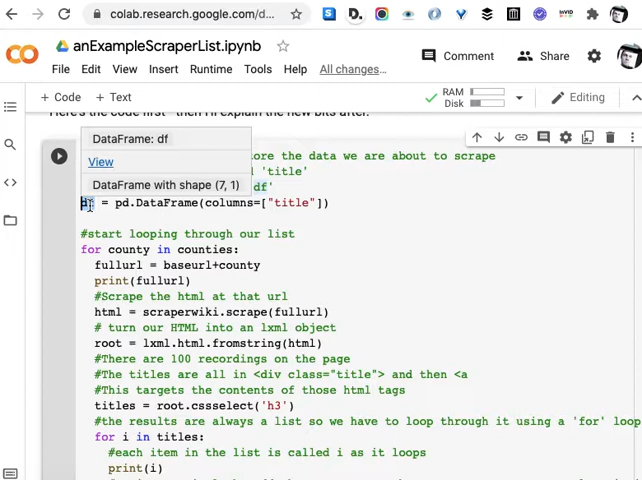 colab.research.google.com/d...
anExampleScraperList.ipynb
Comment
Share
File Edit View Insert Runtime Tools Help All changes...
+ Code + Text
RAM
Disk
Editing
Here's the code first - then I'll explain the new bits after:
DataFrame: df
View
DataFrame with shape (7, 1)
tore the data we are about to scrape
'title'
df'
= pd.DataFrame(columns=["title"])
#start looping through our list
for county in counties:
fullurl = baseurl+county
print(fullurl)
#Scrape the html at that url
html = scraperwiki.scrape(fullurl)
# turn our HTML into an lxml object
root = lxml.html.fromstring(html)
#There are 100 recordings on the page
#The titles are all in <div class="title"> and then <a
#This targets the contents of those html tags
titles = root.cssselect('h3')
#the results are always a list so we have to loop through it using a 'for' loop
for i in titles:
#each item in the list is called i as it loops
print(i)